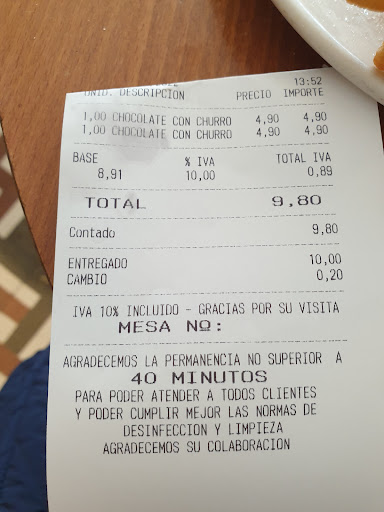 13:52
UNID. DESCRIPCION PRECIO IMPORTE
1,00 CHOCOLATE CON CHURRO 4,90 4,90
1,00 CHOCOLATE CON CHURRO 4,90 4,90
BASE % IVA TOTAL IVA
8,91 10,00 0,89
TOTAL 9,80
Contado 9,80
ENTREGADO 10,00
CAMBIO 0,20
IVA 10% INCLUIDO - GRACIAS POR SU VISITA
MESA NO:
AGRADECEMOS LA PERMANENCIA NO SUPERIOR A
40 MINUTOS
PARA PODER ATENDER A TODOS CLIENTES
Y PODER CUMPLIR MEJOR LAS NORMAS DE
DESINFECCION Y LIMPIEZA
AGRADECEMOS SU COLABORACION